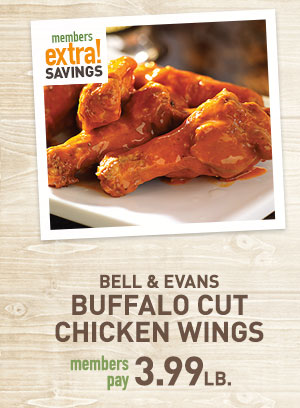 members
extra!
SAVINGS
BELL & EVANS
BUFFALO CUT
CHICKEN WINGS
members
pay 3.99LB.